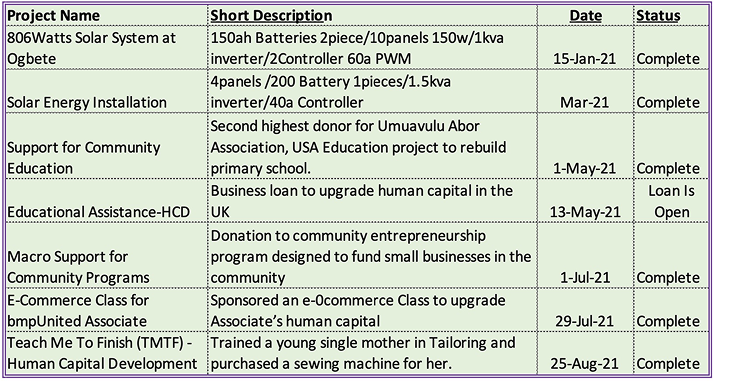 Project Name Short Description Date Status
806Watts Solar System at
Ogbete
150ah Batteries 2piece/10panels 150w/1kva
inverter/2Controller 60a PWM
15-Jan-21 Complete
Solar Energy Installation
4panels /200 Battery 1pieces/1.5kva
inverter/40a Controller
Mar-21 Complete
Support for Community
Education
Second highest donor for Umuavulu Abor
Association, USA Education project to rebuild
primary school.
1-May-21 Complete
Educational Assistance-HCD
Business loan to upgrade human capital in the
UK
13-May-21
Loan Is
Open
Macro Support for
Community Programs
Donation to community entrepreneurship
program designed to fund small businesses in the
community
1-Jul-21 Complete
E-Commerce Class for
bmpUnited Associate
Sponsored an e-0commerce Class to upgrade
Associate’s human capital
29-Jul-21 Complete
Teach Me To Finish (TMTF) -
Human Capital Development
Trained a young single mother in Tailoring and
purchased a sewing machine for her.
25-Aug-21 Complete